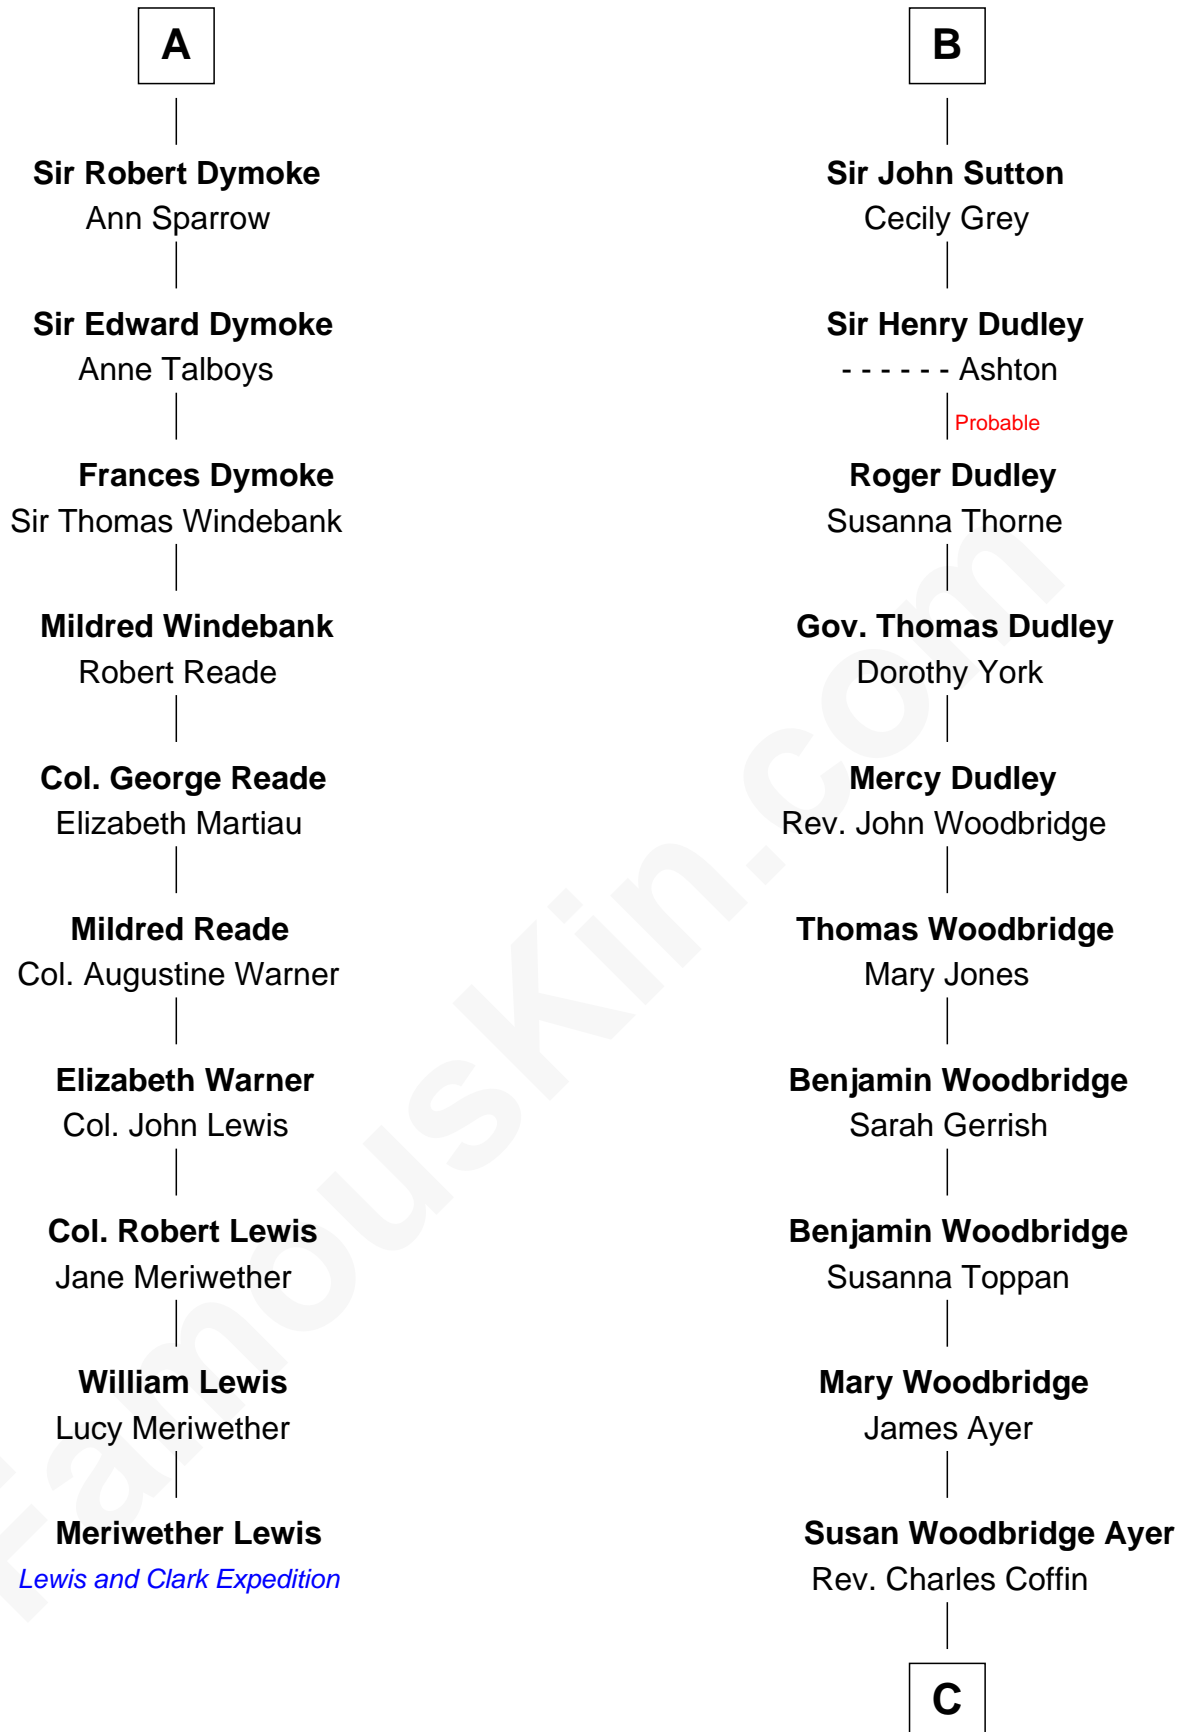 A
Sir Robert Dymoke
Ann Sparrow
Sir Edward Dymoke
Anne Talboys
Frances Dymoke
Sir Thomas Windebank
Mildred Windebank
Robert Reade
Col. George Reade
Elizabeth Martiau
Mildred Reade
Col. Augustine Warner
Elizabeth Warner
Col. John Lewis
Col. Robert Lewis
Jane Meriwether
William Lewis
Lucy Meriwether
Meriwether Lewis
Lewis and Clark Expedition
B
Sir John Sutton
Cecily Grey
Sir Henry Dudley
- - - - - - Ashton
Probable
Roger Dudley
Susanna Thorne
Gov. Thomas Dudley
Dorothy York
Mercy Dudley
Rev. John Woodbridge
Thomas Woodbridge
Mary Jones
Benjamin Woodbridge
Sarah Gerrish
Benjamin Woodbridge
Susanna Toppan
Mary Woodbridge
James Ayer
Susan Woodbridge Ayer
Rev. Charles Coffin
C
FamousKin.com